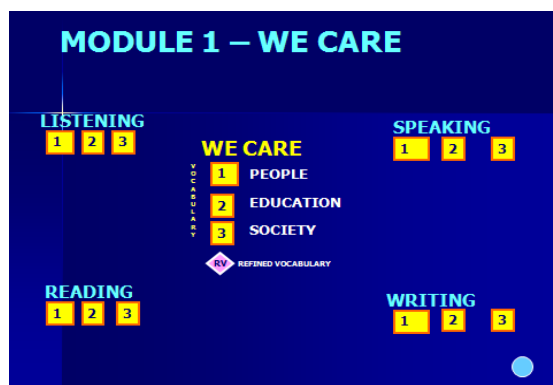 MODULE 1 – WE CARE
LISTENING
1 2 3
SPEAKING
1 2 3
WE CARE
VOCABULARY
1 PEOPLE
2 EDUCATION
3 SOCIETY
RV REFINED VOCABULARY
READING
1 2 3
WRITING
1 2 3